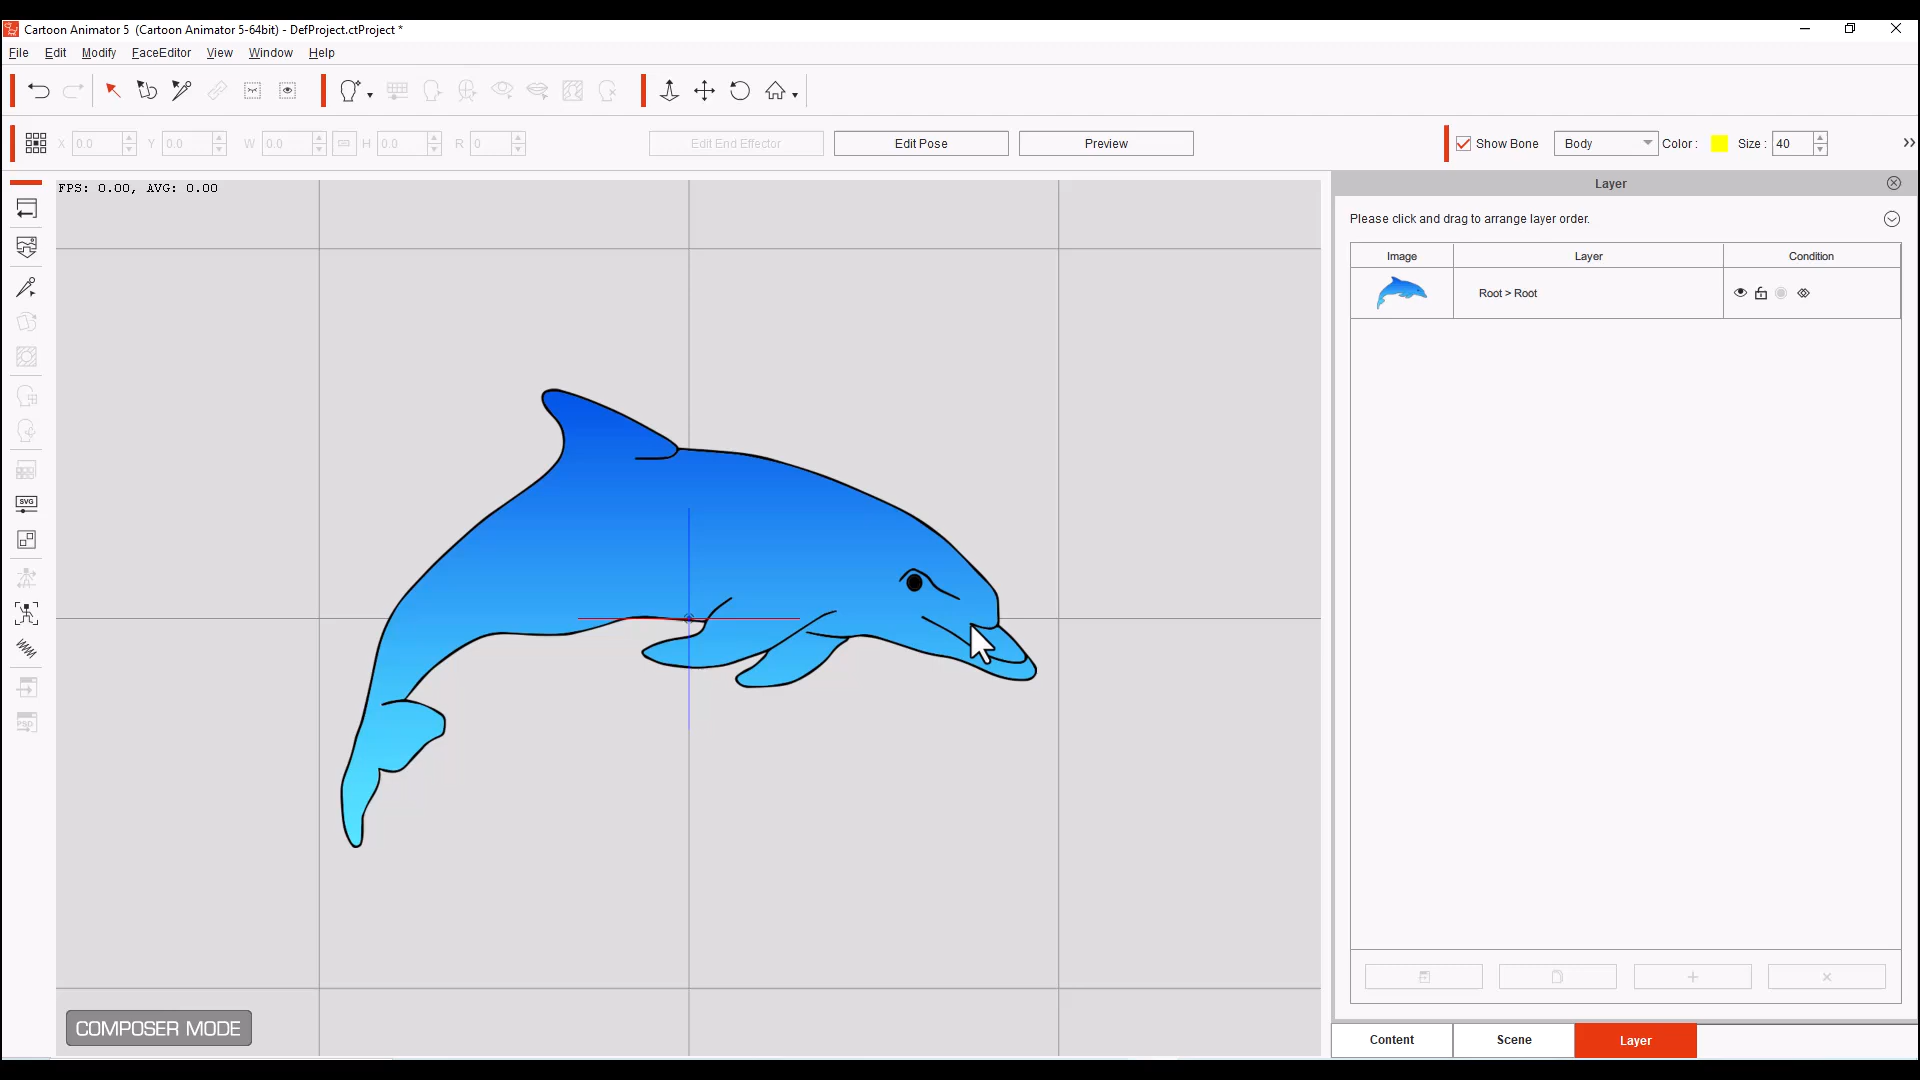 Cartoon Animator 5 (Cartoon Animator 5-64bit) - DefProject.ctProject *
File Edit Modify FaceEditor View Window Help
X 0.0 Y 0.0 W 0.0 H 0.0 R 0 Edit End Effector Edit Pose Preview Show Bone Body Color : Size : 40
FPS: 0.00, AVG: 0.00
Layer
Please click and drag to arrange layer order.
Image Layer Condition
Root > Root
SVG
PSD
COMPOSER MODE
Content Scene Layer